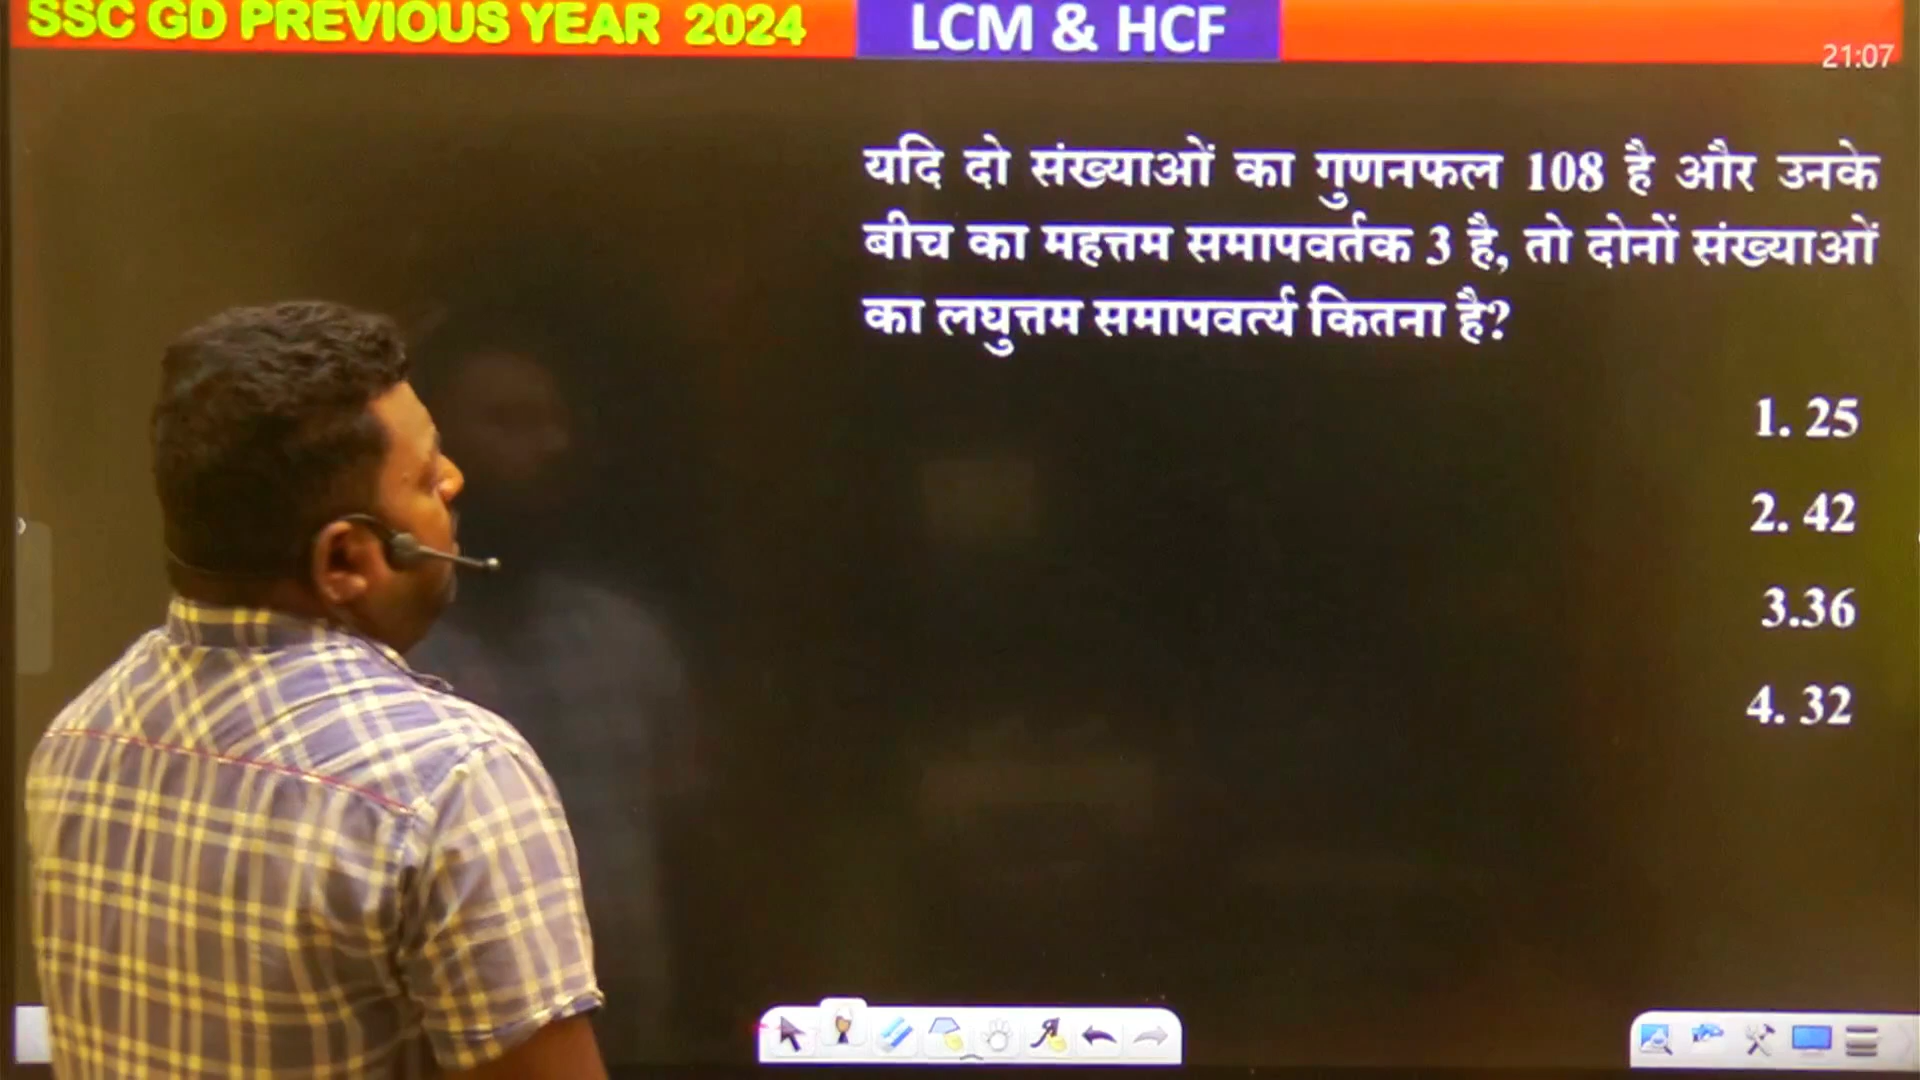 SSC GD PREVIOUS YEAR 2024
LCM & HCF
21:07
यदि दो संख्याओं का गुणनफल 108 है और उनके
बीच का महत्तम समापवर्तक 3 है, तो दोनों संख्याओं
का लघुत्तम समापवर्त्य कितना है?
1. 25
2. 42
3.36
4. 32